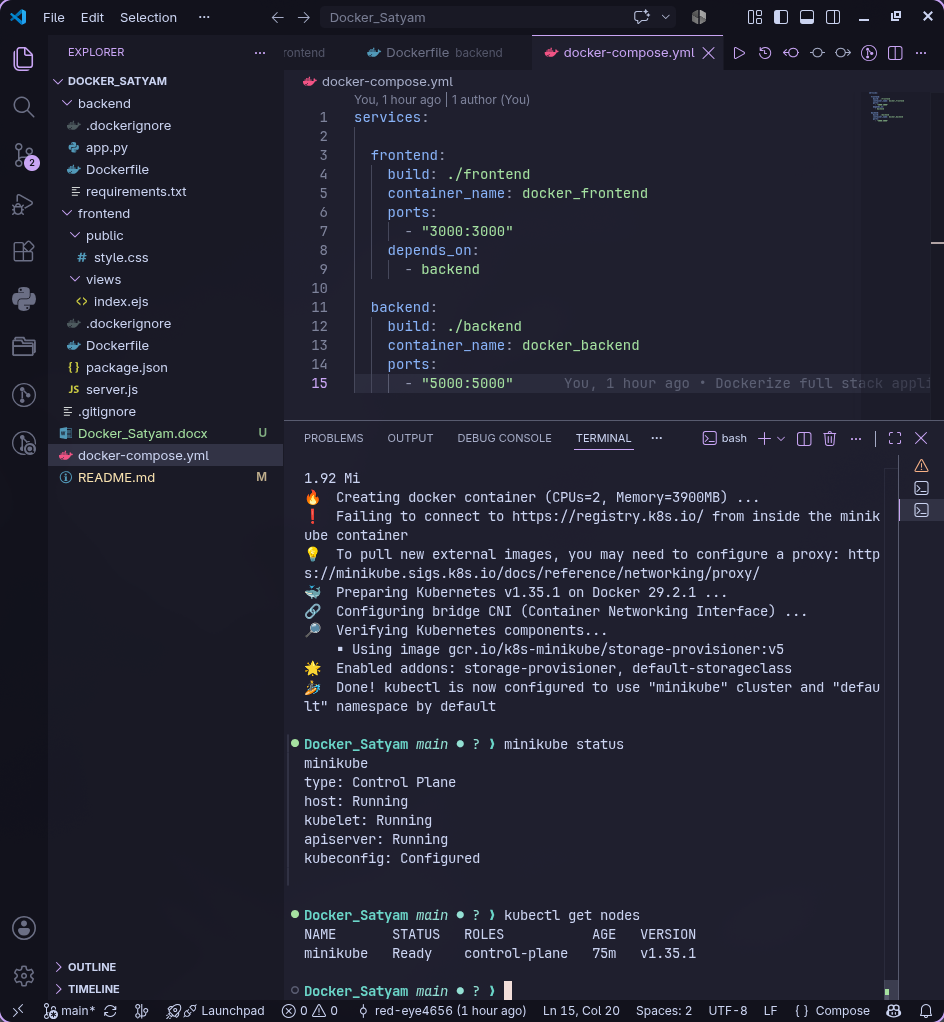 File Edit Selection ···
Docker_Satyam
EXPLORER ···
DOCKER_SATYAM
backend
.dockerignore
app.py
Dockerfile
requirements.txt
frontend
public
# style.css
views
<> index.ejs
.dockerignore
Dockerfile
{} package.json
JS server.js
.gitignore
Docker_Satyam.docx U
docker-compose.yml
README.md M
OUTLINE
TIMELINE
2
rontend
Dockerfile backend
docker-compose.yml
docker-compose.yml
You, 1 hour ago | 1 author (You)
1 services:
2
3 frontend:
4 build: ./frontend
5 container_name: docker_frontend
6 ports:
7 - "3000:3000"
8 depends_on:
9 - backend
10
11 backend:
12 build: ./backend
13 container_name: docker_backend
14 ports:
15 - "5000:5000" You, 1 hour ago • Dockerize full stack appli
PROBLEMS OUTPUT DEBUG CONSOLE TERMINAL ··· bash
1.92 Mi
🔥 Creating docker container (CPUs=2, Memory=3900MB) ...
❗ Failing to connect to https://registry.k8s.io/ from inside the minik
ube container
💡 To pull new external images, you may need to configure a proxy: http
s://minikube.sigs.k8s.io/docs/reference/networking/proxy/
🐳 Preparing Kubernetes v1.35.1 on Docker 29.2.1 ...
🔗 Configuring bridge CNI (Container Networking Interface) ...
🔎 Verifying Kubernetes components...
▪ Using image gcr.io/k8s-minikube/storage-provisioner:v5
🌟 Enabled addons: storage-provisioner, default-storageclass
🎉 Done! kubectl is now configured to use "minikube" cluster and "defau
lt" namespace by default
Docker_Satyam main ● ? ❯ minikube status
minikube
type: Control Plane
host: Running
kubelet: Running
apiserver: Running
kubeconfig: Configured
Docker_Satyam main ● ? ❯ kubectl get nodes
NAME STATUS ROLES AGE VERSION
minikube Ready control-plane 75m v1.35.1
Docker_Satyam main ● ? ❯
main* Launchpad 0 0 red-eye4656 (1 hour ago) Ln 15, Col 20 Spaces: 2 UTF-8 LF {} Compose